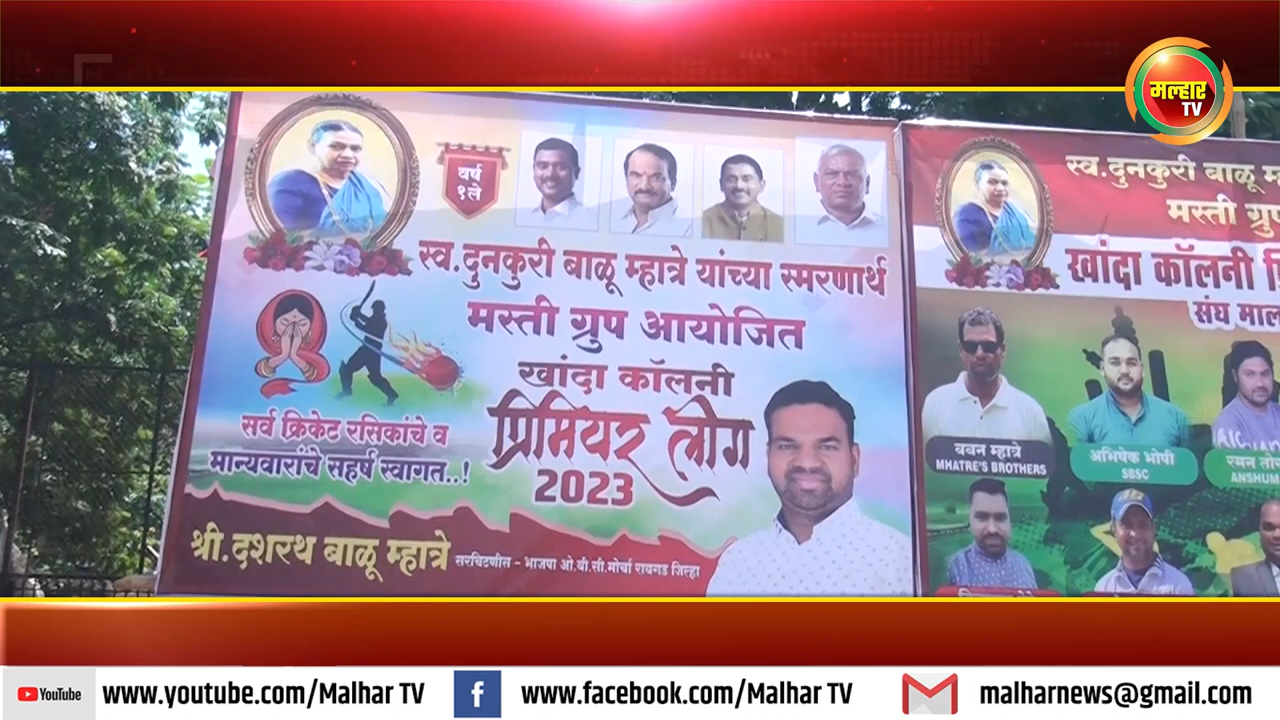 मल्हार
TV
वर्ष
१ले
स्व.दुनकुरी बाळू म्हात्रे यांच्या स्मरणार्थ
मस्ती ग्रुप आयोजित
खांदा कॉलनी
प्रिमियर लीग
2023
सर्व क्रिकेट रसिकांचे व
मान्यवारांचे सहर्ष स्वागत..!
श्री.दशरथ बाळू म्हात्रे
सरचिटणीस - भाजपा ओ.बी.सी.मोर्चा रायगड जिल्हा
स्व.दुनकुरी बाळू
मस्ती ग्रुप
खांदा कॉलनी
संघ
बबन म्हात्रे
MHATRE'S BROTHERS
अभिषेक भोपी
SBSC
रमन
YouTube
www.youtube.com/Malhar TV
www.facebook.com/Malhar TV
malharnews@gmail.com